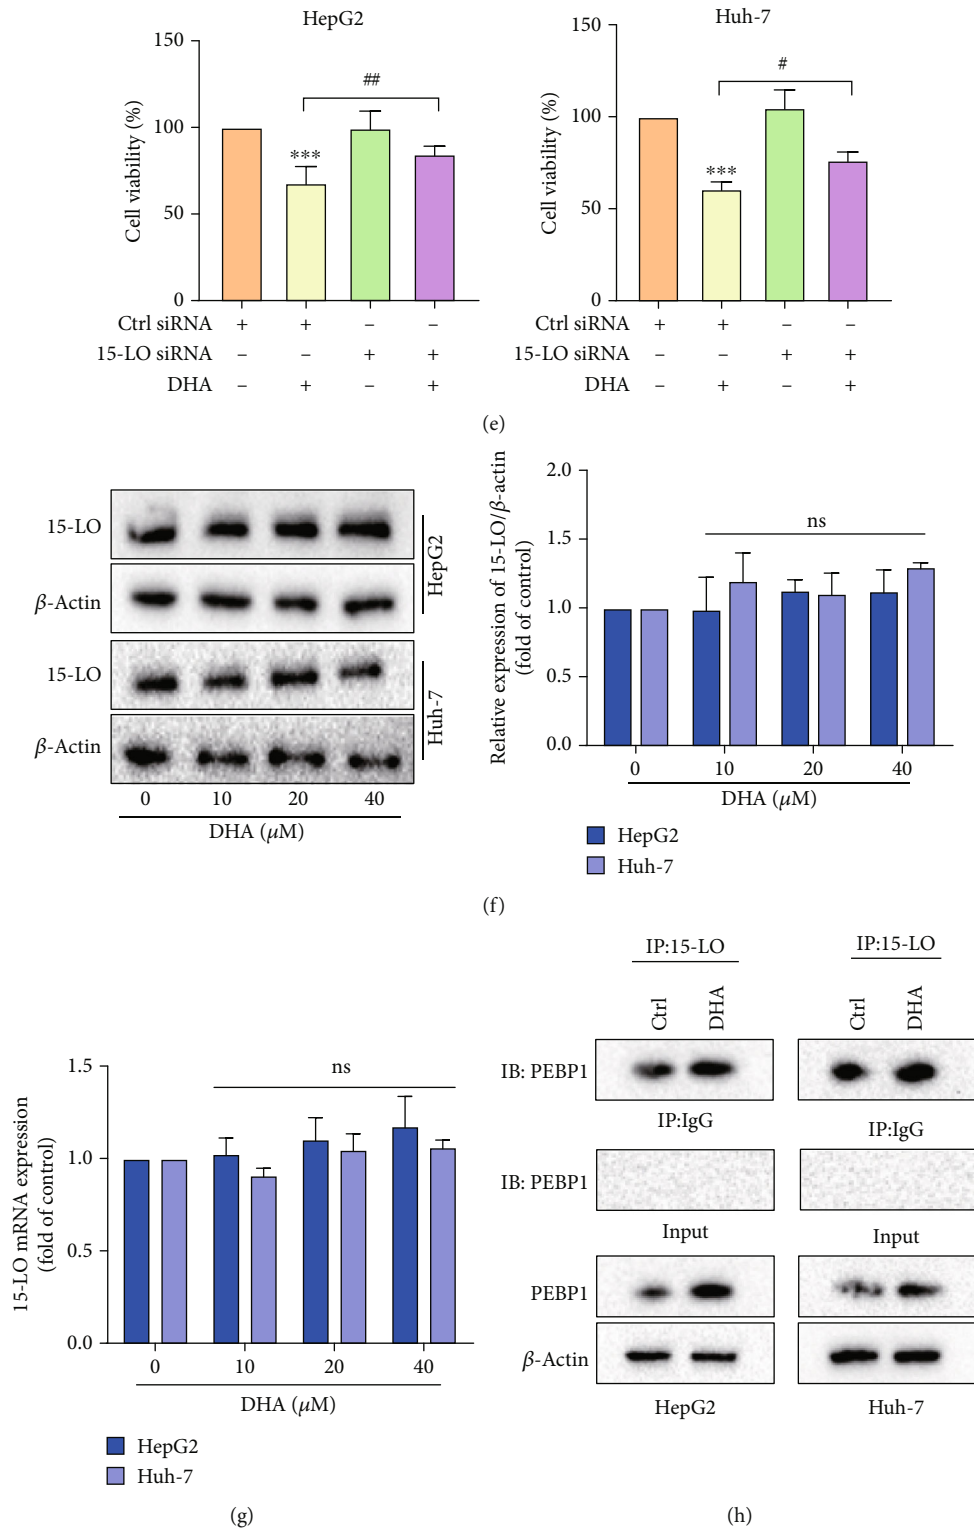 HepG2
Cell viability (%)
150
100
50
0
***
##
Ctrl siRNA + + – –
15-LO siRNA – – + +
DHA – + – +
Huh-7
Cell viability (%)
150
100
50
0
***
#
Ctrl siRNA + + – –
15-LO siRNA – – + +
DHA – + – +
(e)
15-LO
β-Actin
HepG2
15-LO
β-Actin
Huh-7
0 10 20 40
DHA (μM)
Relative expression of 15-LO/β-actin
(fold of control)
2.0
1.5
1.0
0.5
0.0
ns
0 10 20 40
DHA (μM)
HepG2
Huh-7
(f)
15-LO mRNA expression
(fold of control)
1.5
1.0
0.5
0.0
ns
0 10 20 40
DHA (μM)
HepG2
Huh-7
(g)
IP:15-LO IP:15-LO
Ctrl DHA Ctrl DHA
IB: PEBP1
IP:IgG IP:IgG
IB: PEBP1
Input Input
PEBP1
β-Actin
HepG2 Huh-7
(h)